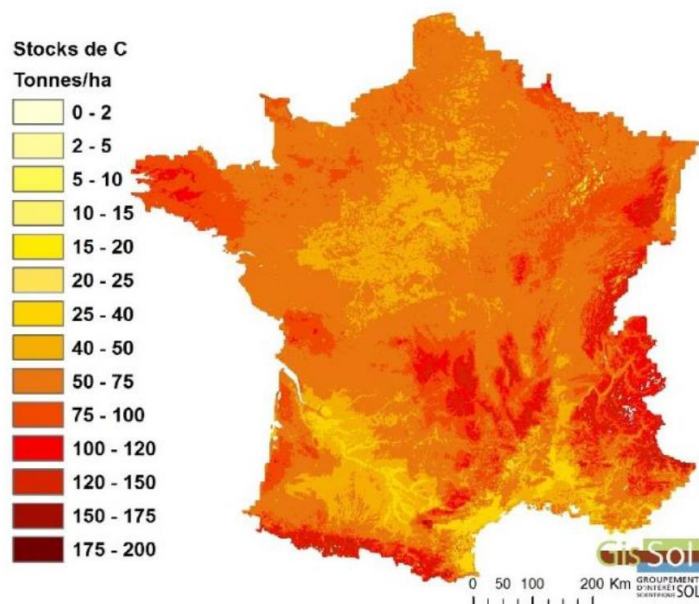 Stocks de C
Tonnes/ha
0 - 2
2 - 5
5 - 10
10 - 15
15 - 20
20 - 25
25 - 40
40 - 50
50 - 75
75 - 100
100 - 120
120 - 150
150 - 175
175 - 200
0 50 100 200 Km
Gis Sol
GROUPEMENT
D'INTÉRÊT
SCIENTIFIQUE SOL